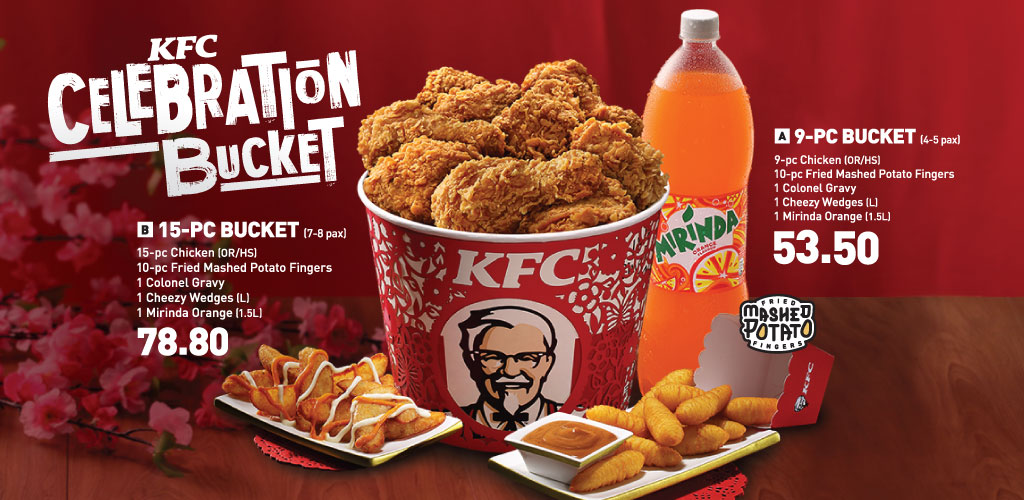 KFC
CELEBRATION
BUCKET
B 15-PC BUCKET (7-8 pax)
15-pc Chicken (OR/HS)
10-pc Fried Mashed Potato Fingers
1 Colonel Gravy
1 Cheezy Wedges (L)
1 Mirinda Orange (1.5L)
78.80
KFC
MIRINDA
ORANGE
A 9-PC BUCKET (4-5 pax)
9-pc Chicken (OR/HS)
10-pc Fried Mashed Potato Fingers
1 Colonel Gravy
1 Cheezy Wedges (L)
1 Mirinda Orange (1.5L)
53.50
FRIED
MASHED
POTATO
FINGERS
KFC